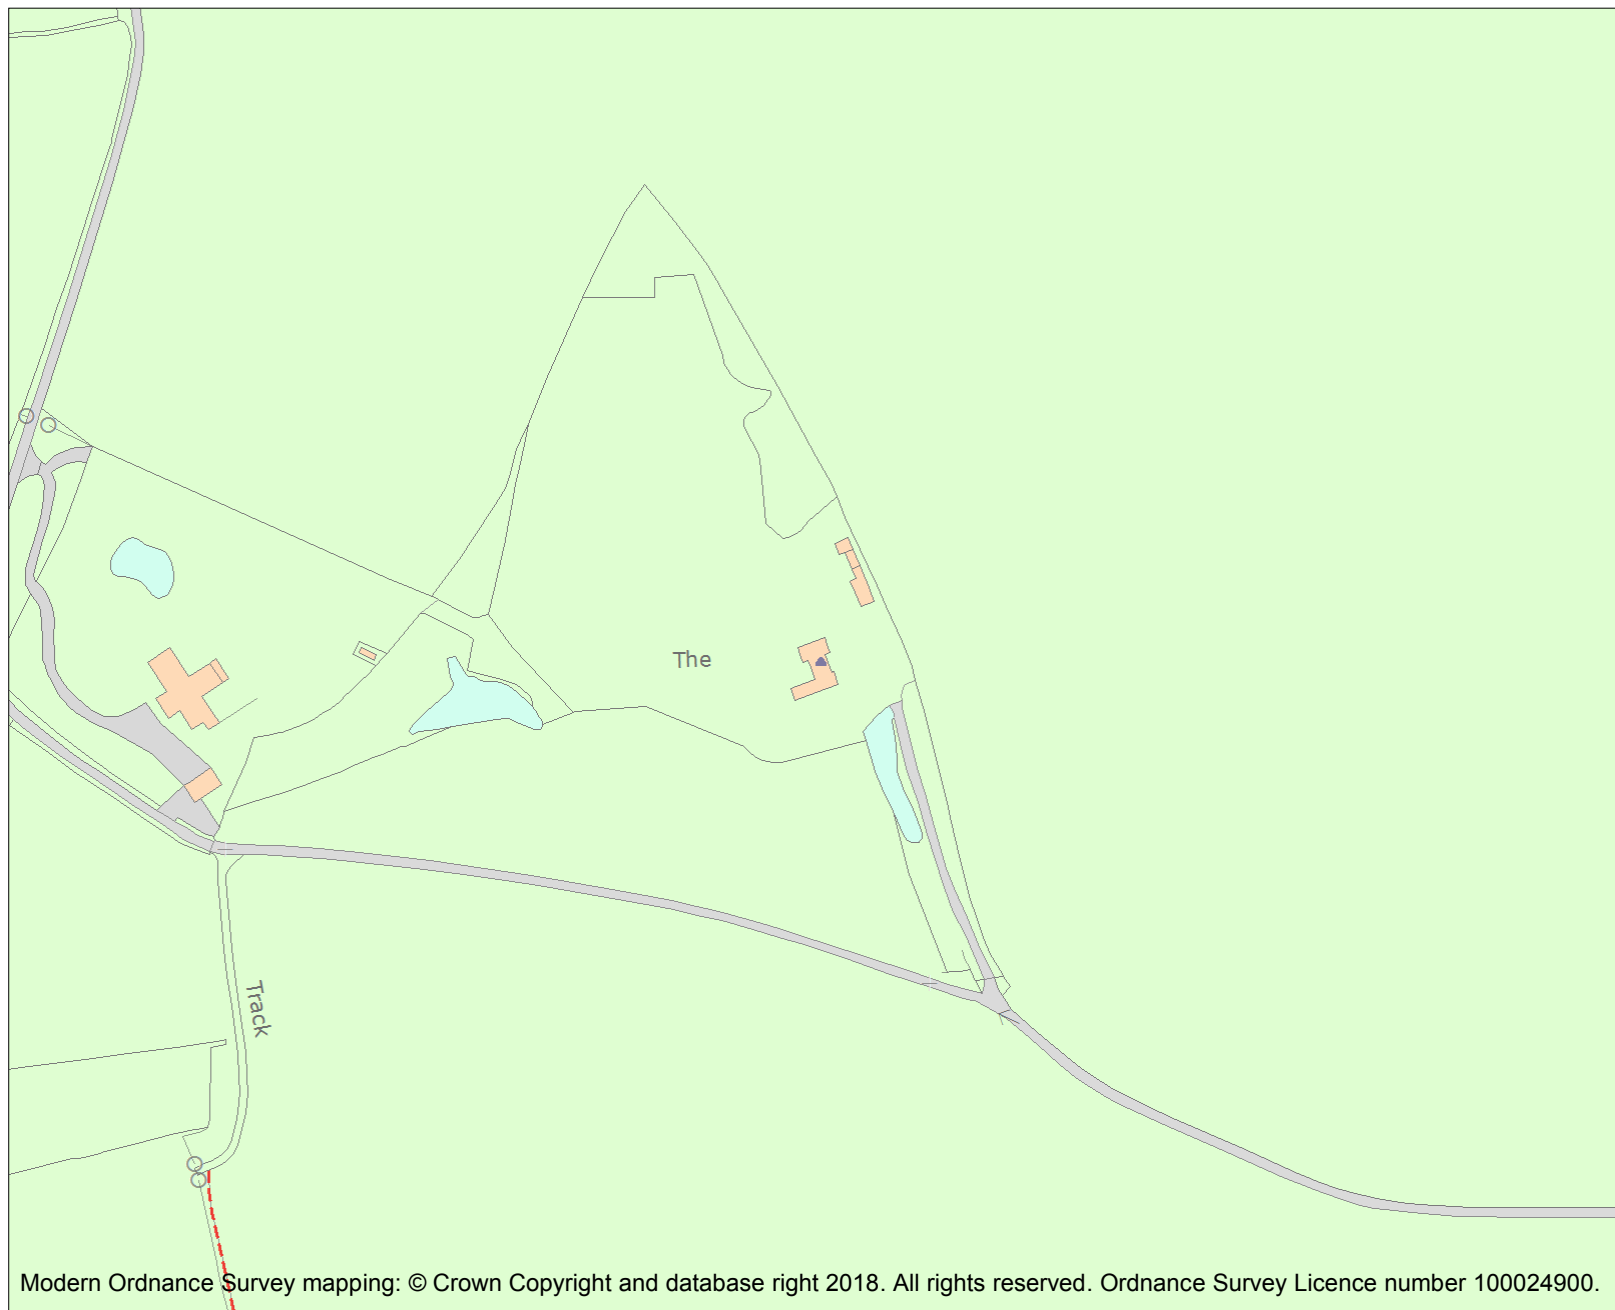 The
Track
Modern Ordnance Survey mapping: © Crown Copyright and database right 2018. All rights reserved. Ordnance Survey Licence number 100024900.